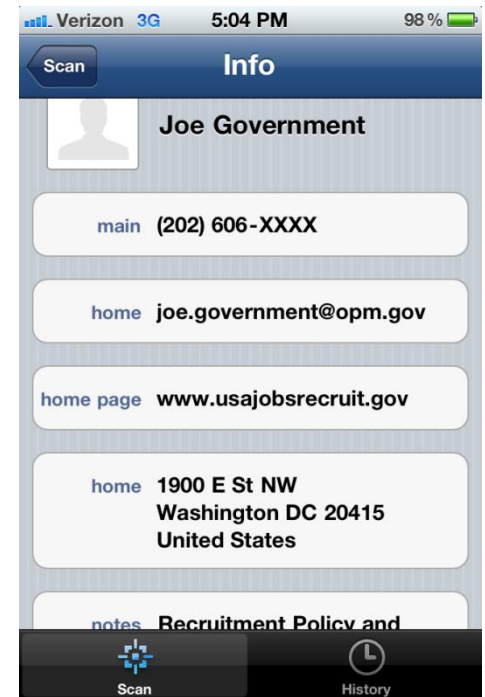 Verizon 3G 5:04 PM 98%
Scan Info
Joe Government
main (202) 606-XXXX
home joe.government@opm.gov
home page www.usajobsrecruit.gov
home 1900 E St NW
Washington DC 20415
United States
notes Recruitment Policy and
Scan History